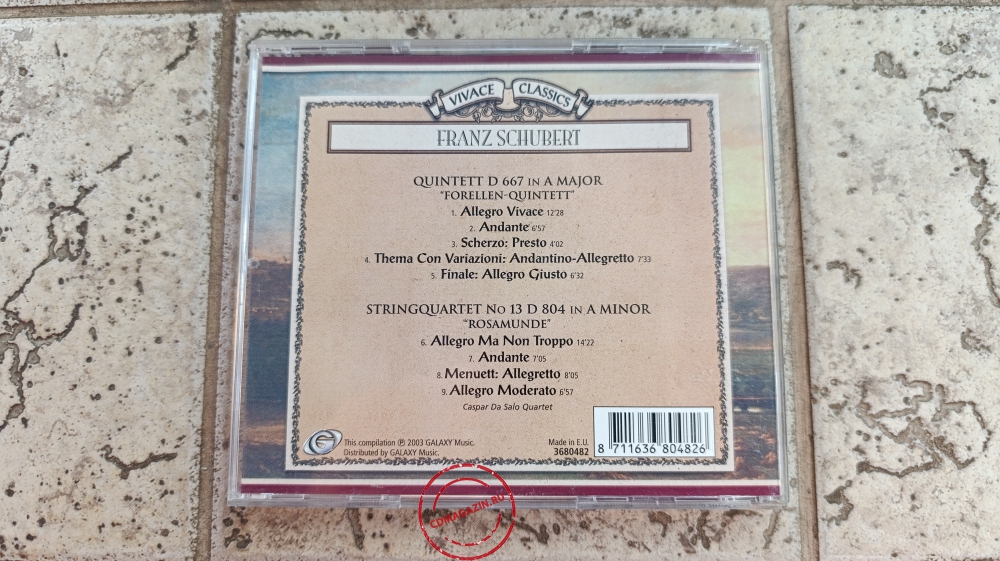 VIVACE CLASSICS
FRANZ SCHUBERT
QUINTETT D 667 IN A MAJOR
"FORELLEN-QUINTETT"
1. Allegro Vivace 12'28
2. Andante 6'57
3. Scherzo: Presto 4'02
4. Thema Con Variazioni: Andantino-Allegretto 7'33
5. Finale: Allegro Giusto 6'32
STRINGQUARTET No 13 D 804 IN A MINOR
"ROSAMUNDE"
6. Allegro Ma Non Troppo 14'22
7. Andante 7'05
8. Menuett: Allegretto 8'05
9. Allegro Moderato 6'57
Caspar Da Salo Quartet
This compilation ℗ 2003 GALAXY Music.
Distributed by GALAXY Music.
Made in E.U.
3680482
8 711636 804826
CDMAGAZIN.RU